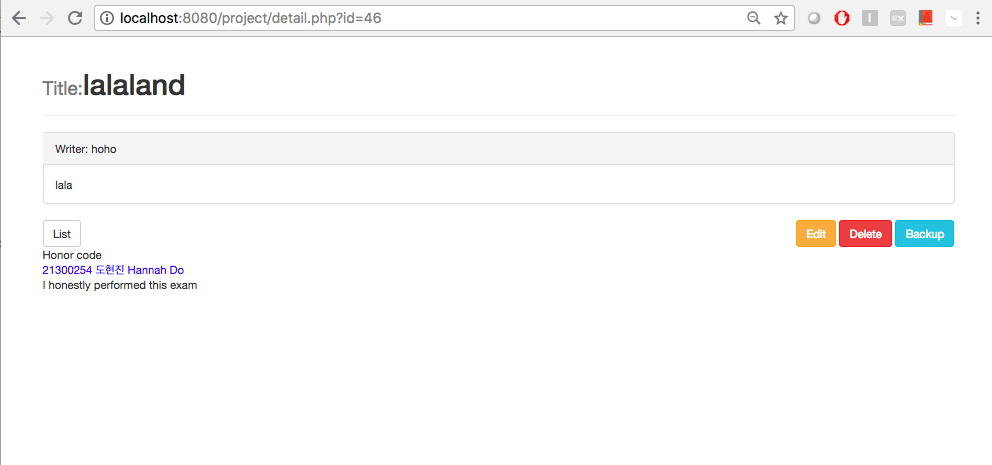 localhost:8080/project/detail.php?id=46
Title:lalaland
Writer: hoho
lala
List Edit Delete Backup
Honor code
21300254 도현진 Hannah Do
I honestly performed this exam